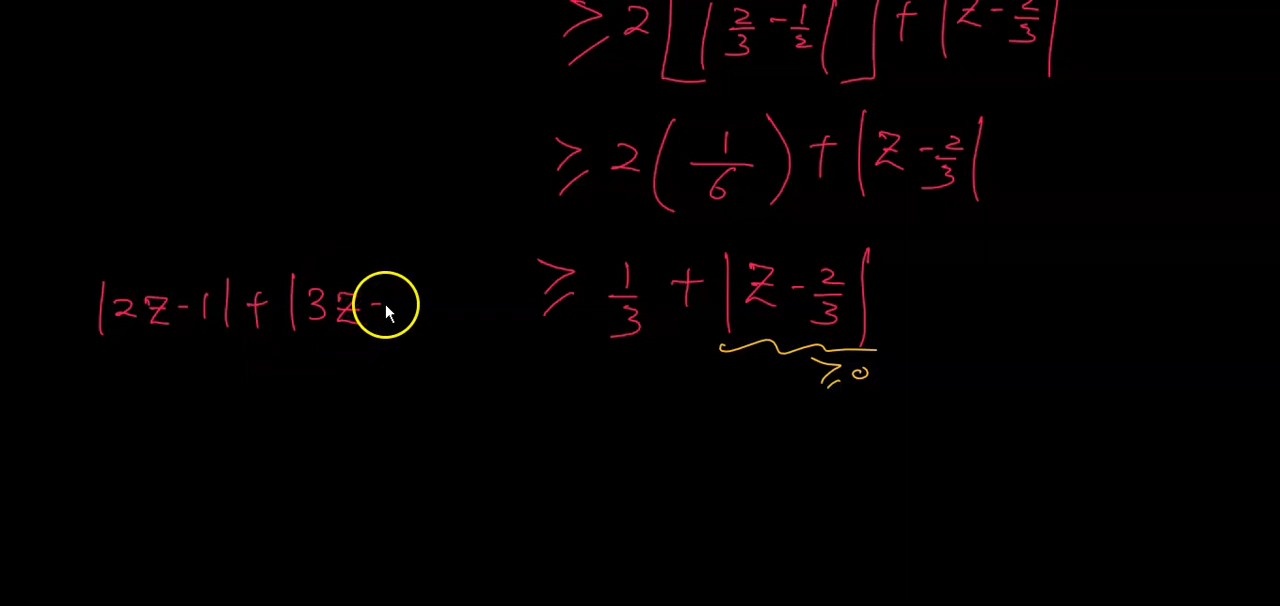 ≥ 2 [ | 2/3 - 1/2 | ] + | z - 2/3 |
≥ 2 ( 1/6 ) + | z - 2/3 |
|2z - 1| + |3z - ≥ 1/3 + | z - 2/3 |
≥ 0